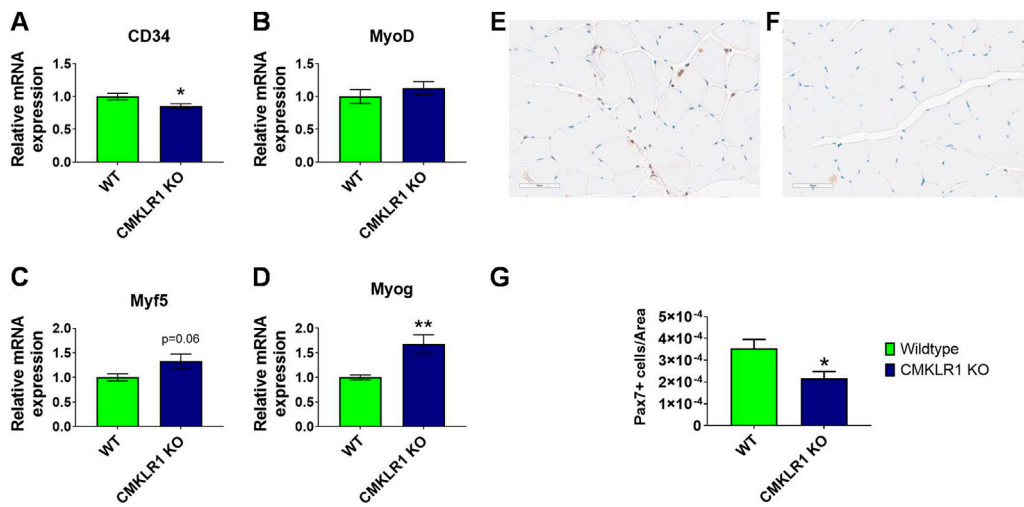 A
CD34
Relative mRNA
expression
1.5
1.0
0.5
0.0
*
WT
CMKLR1 KO
B
MyoD
Relative mRNA
expression
1.5
1.0
0.5
0.0
WT
CMKLR1 KO
E
F
C
Myf5
Relative mRNA
expression
2.0
1.5
1.0
0.5
0.0
p=0.06
WT
CMKLR1 KO
D
Myog
Relative mRNA
expression
2.0
1.5
1.0
0.5
0.0
**
WT
CMKLR1 KO
G
Pax7+ cells/Area
5×10-4
4×10-4
3×10-4
2×10-4
1×10-4
0
*
WT
CMKLR1 KO
Wildtype
CMKLR1 KO